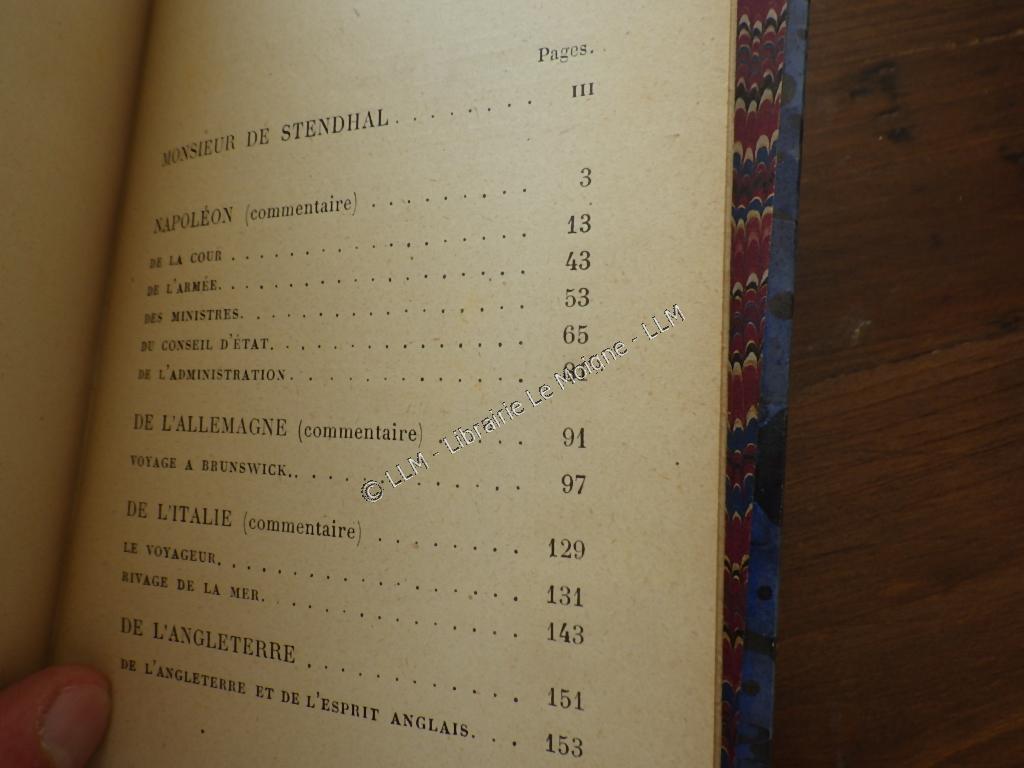 Pages.
MONSIEUR DE STENDHAL. . . . . . . . III
NAPOLÉON (commentaire) . . . . . . . . 3
DE LA COUR . . . . . . . . . . . . . . . . 13
DE L'ARMÉE. . . . . . . . . . . . . . . . . 43
DES MINISTRES. . . . . . . . . . . . . . . 53
DU CONSEIL D'ÉTAT. . . . . . . . . . . . . 65
DE L'ADMINISTRATION. . . . . . . . . . . .
DE L'ALLEMAGNE (commentaire) . . . . 91
VOYAGE A BRUNSWICK. . . . . . . . . . . . 97
DE L'ITALIE (commentaire) . . . . . . . . 129
LE VOYAGEUR. . . . . . . . . . . . . . . . 131
RIVAGE DE LA MER. . . . . . . . . . . . . 143
DE L'ANGLETERRE . . . . . . . . . . . 151
DE L'ANGLETERRE ET DE L'ESPRIT ANGLAIS. . . . 153
© LLM - Librairie Le Moigne - LLM